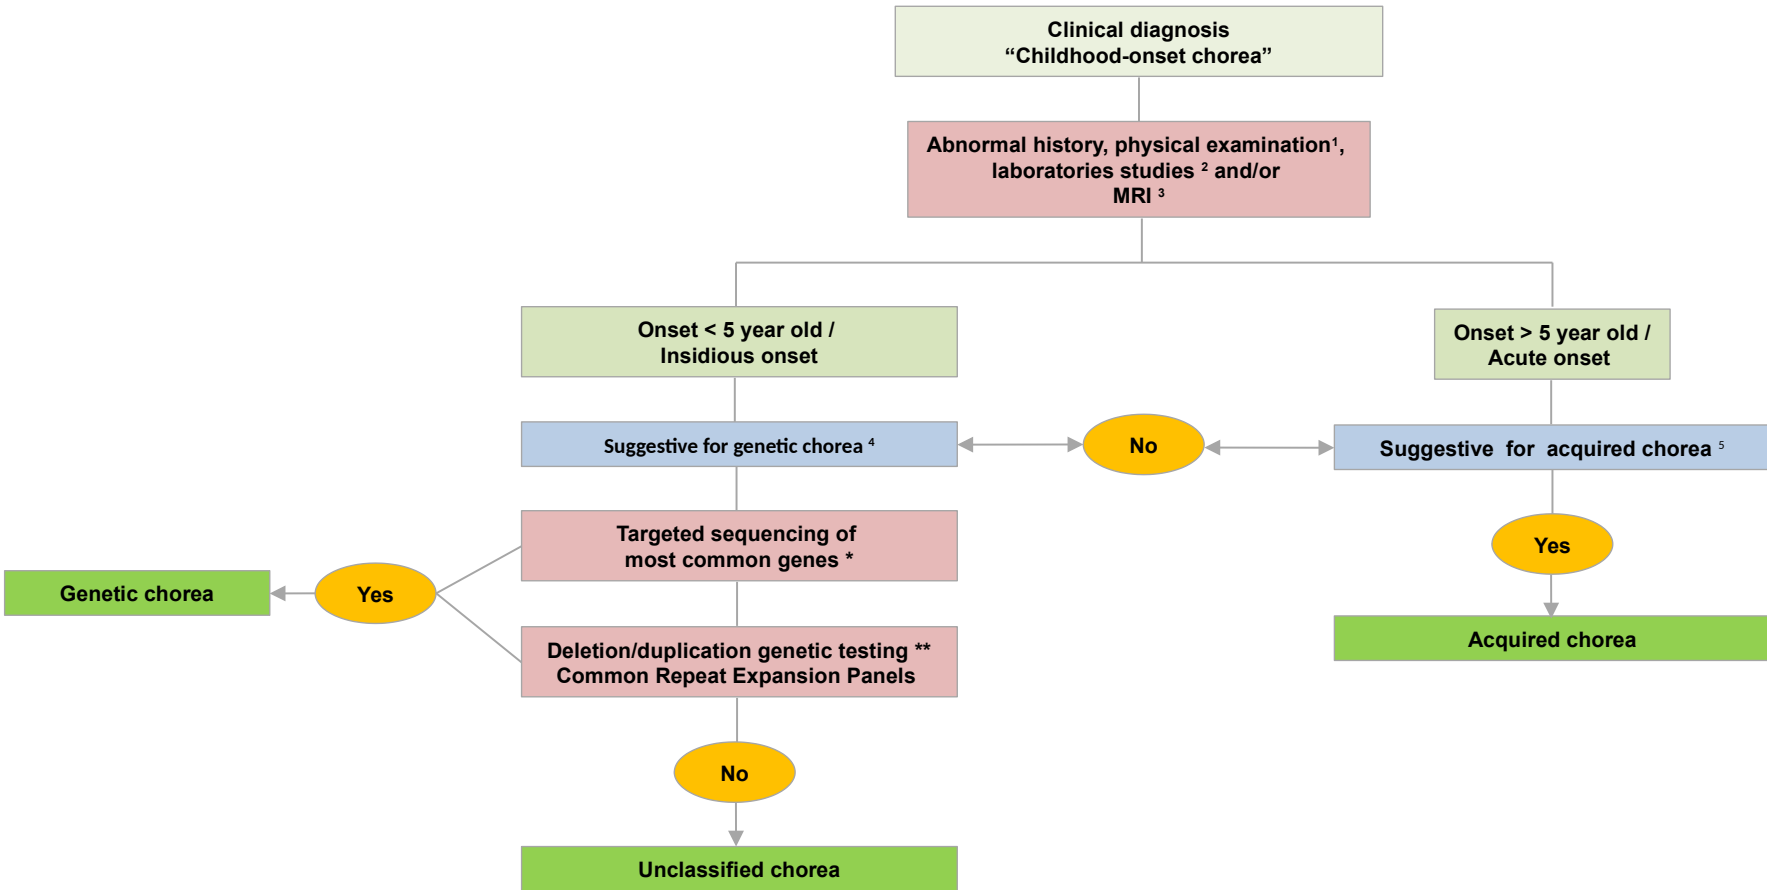 Clinical diagnosis
“Childhood-onset chorea”
Abnormal history, physical examination¹,
laboratories studies ² and/or
MRI ³
Onset < 5 year old /
Insidious onset
Onset > 5 year old /
Acute onset
Suggestive for genetic chorea ⁴
No
Suggestive for acquired chorea ⁵
Targeted sequencing of
most common genes *
Yes
Genetic chorea
Yes
Deletion/duplication genetic testing **
Common Repeat Expansion Panels
Acquired chorea
No
Unclassified chorea